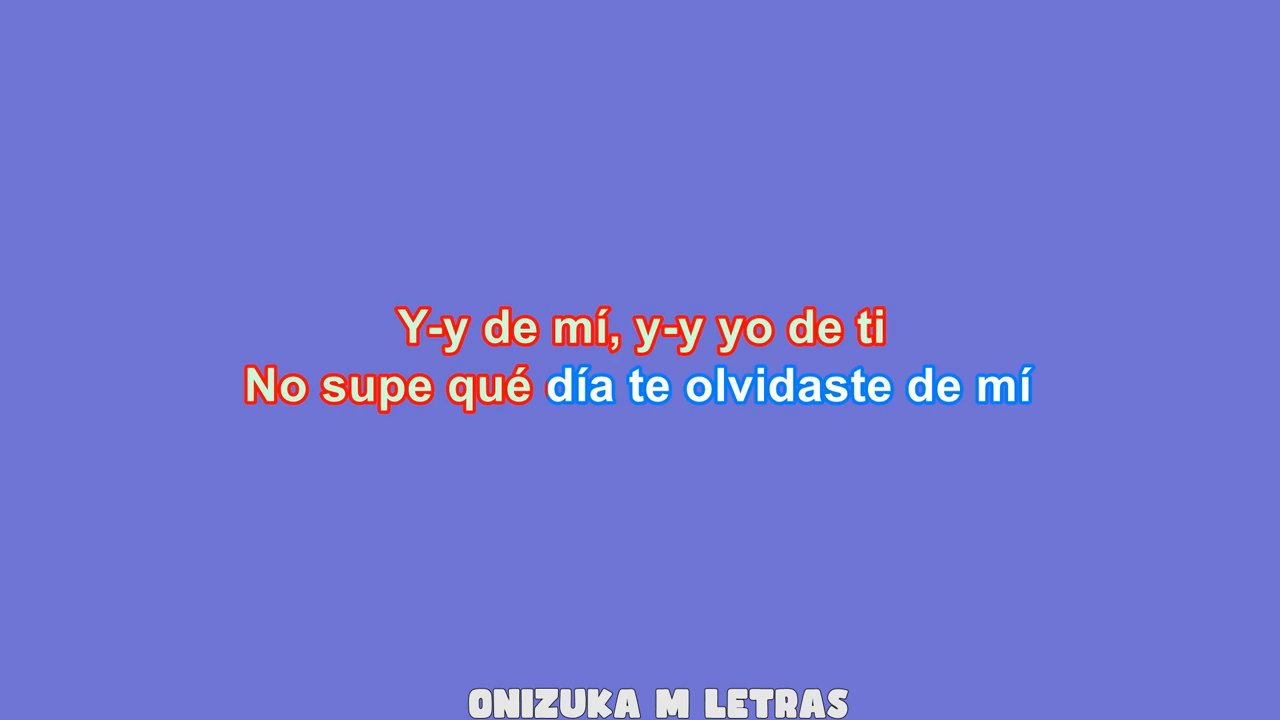 Y-y de mí, y-y yo de ti
No supe qué día te olvidaste de mí
ONIZUKA M LETRAS